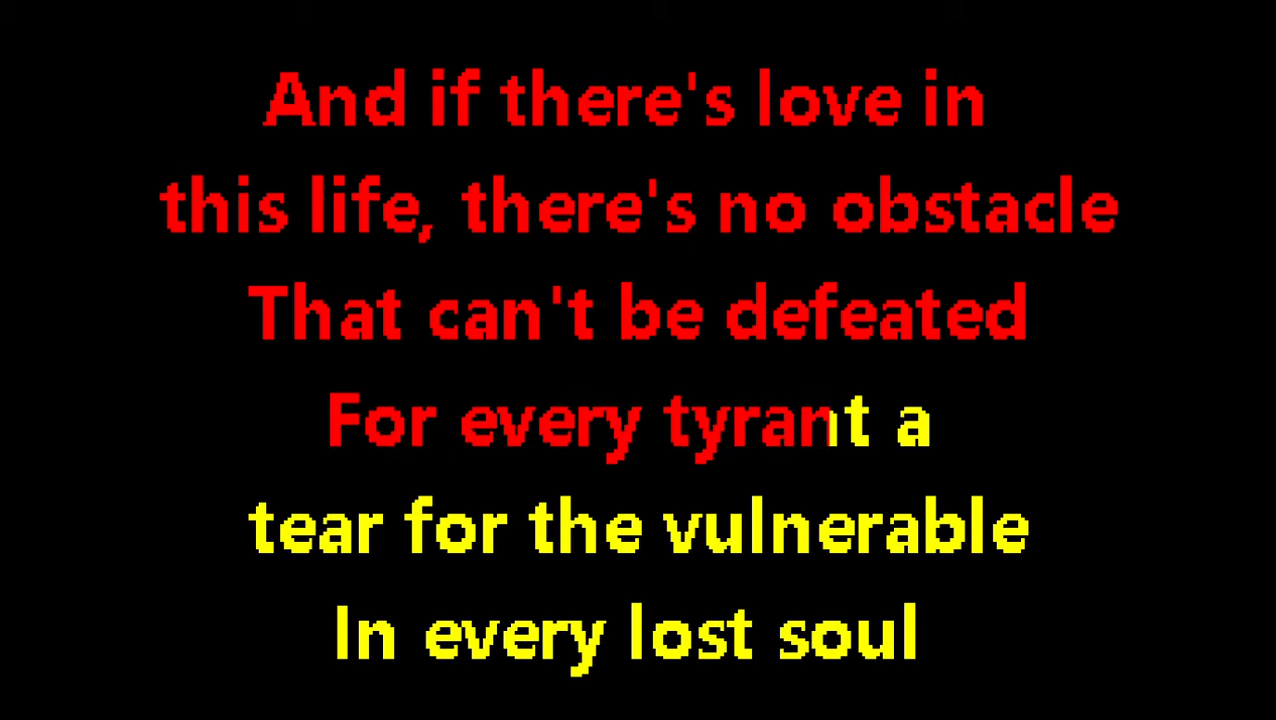 And if there's love in
this life, there's no obstacle
That can't be defeated
For every tyrant a
tear for the vulnerable
In every lost soul